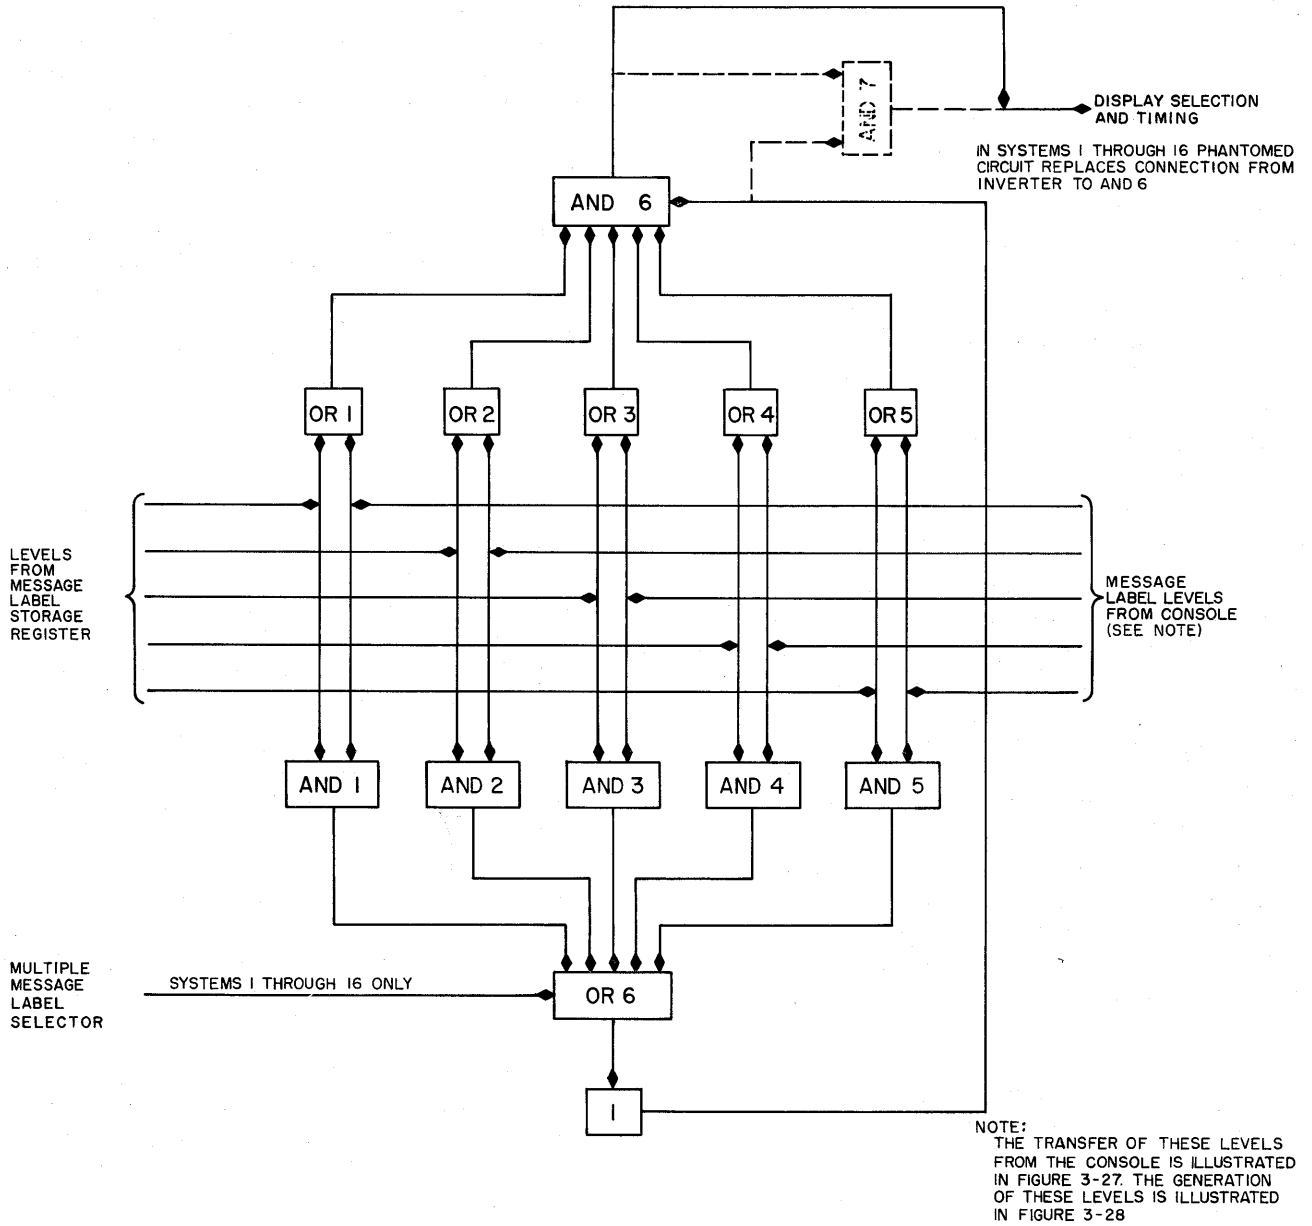 AND 7
DISPLAY SELECTION
AND TIMING
IN SYSTEMS 1 THROUGH 16 PHANTOMED
CIRCUIT REPLACES CONNECTION FROM
INVERTER TO AND 6
AND 6
OR 1
OR 2
OR 3
OR 4
OR 5
LEVELS
FROM
MESSAGE
LABEL
STORAGE
REGISTER
MESSAGE
LABEL LEVELS
FROM CONSOLE
(SEE NOTE)
AND 1
AND 2
AND 3
AND 4
AND 5
MULTIPLE
MESSAGE
LABEL
SELECTOR
SYSTEMS 1 THROUGH 16 ONLY
OR 6
I
NOTE:
THE TRANSFER OF THESE LEVELS
FROM THE CONSOLE IS ILLUSTRATED
IN FIGURE 3-27. THE GENERATION
OF THESE LEVELS IS ILLUSTRATED
IN FIGURE 3-28